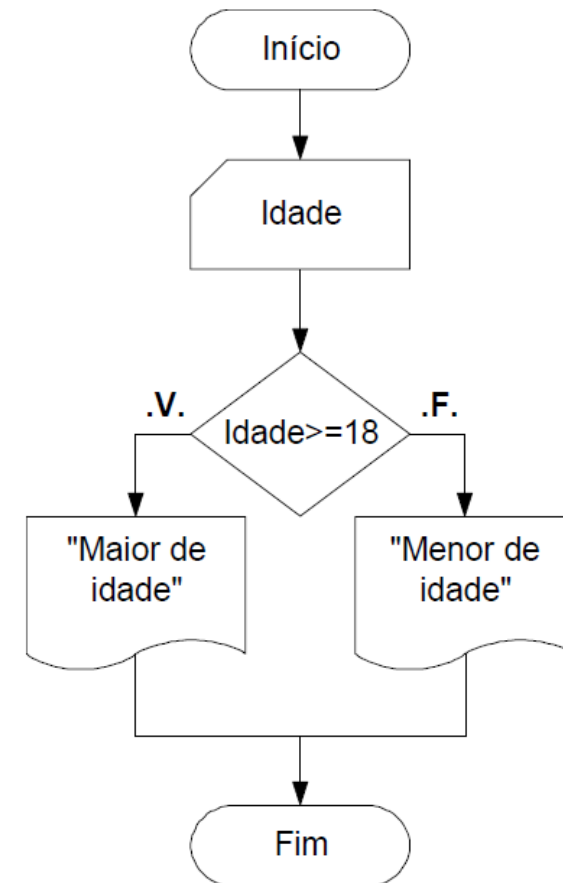 Início
Idade
.V.
.F.
Idade>=18
"Maior de
idade"
"Menor de
idade"
Fim